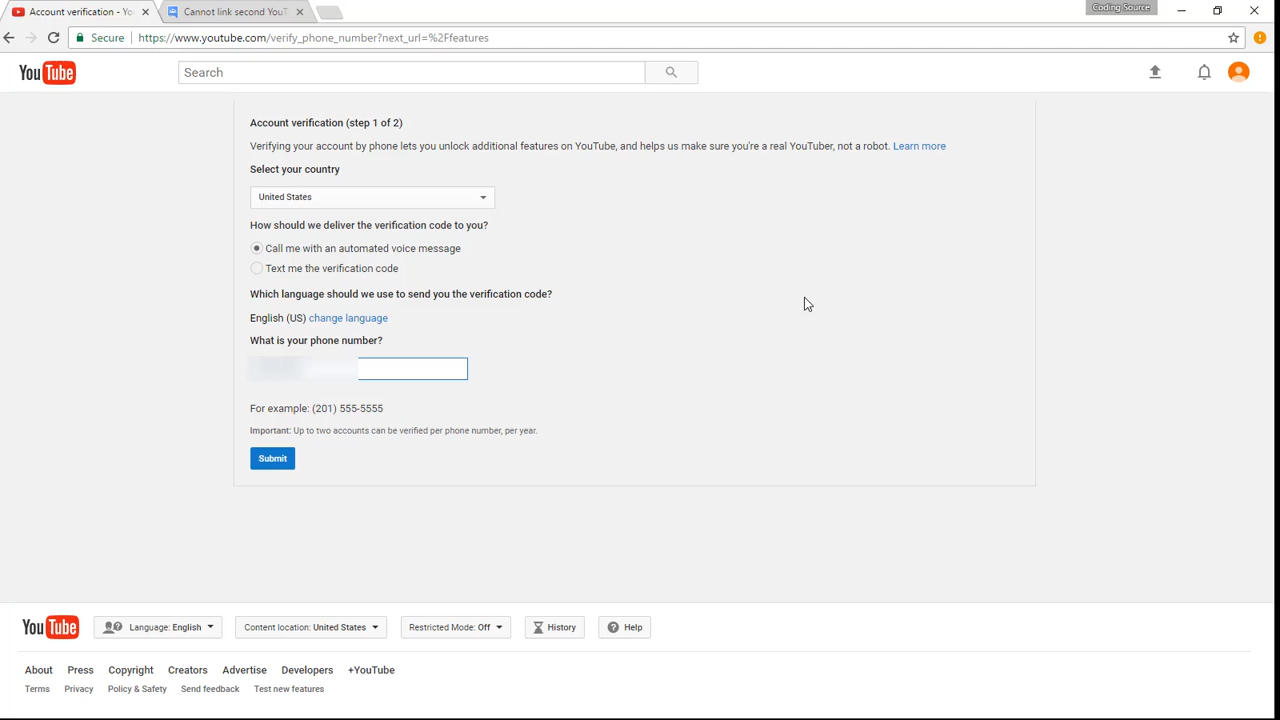 Account verification - Yo
Cannot link second YouT
Coding Source
Secure https://www.youtube.com/verify_phone_number?next_url=%2Ffeatures
YouTube
Search
Account verification (step 1 of 2)
Verifying your account by phone lets you unlock additional features on YouTube, and helps us make sure you're a real YouTuber, not a robot. Learn more
Select your country
United States
How should we deliver the verification code to you?
Call me with an automated voice message
Text me the verification code
Which language should we use to send you the verification code?
English (US) change language
What is your phone number?
For example: (201) 555-5555
Important: Up to two accounts can be verified per phone number, per year.
Submit
YouTube
Language: English
Content location: United States
Restricted Mode: Off
History
Help
About Press Copyright Creators Advertise Developers +YouTube
Terms Privacy Policy & Safety Send feedback Test new features